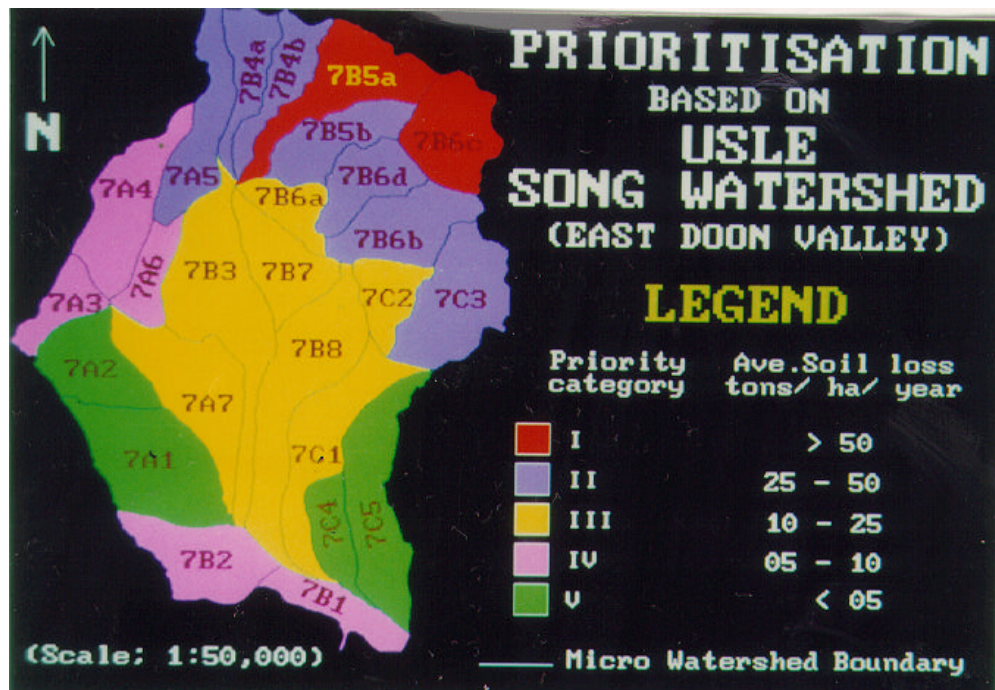 PRIORITISATION
BASED ON
USLE
SONG WATERSHED
(EAST DOON VALLEY)
N
7B4a
7B4b
7B5a
7B5b
7B6c
7A4
7A5
7B6d
7B6a
7B6b
7A6
7B3
7B7
7A3
7C2
7C3
7B8
7A2
7A7
7A1
7C1
7C4
7C5
7B2
7B1
LEGEND
Priority category
Ave.Soil loss tons/ ha/ year
I > 50
II 25 - 50
III 10 - 25
IV 05 - 10
V < 05
(Scale; 1:50,000)
Micro Watershed Boundary